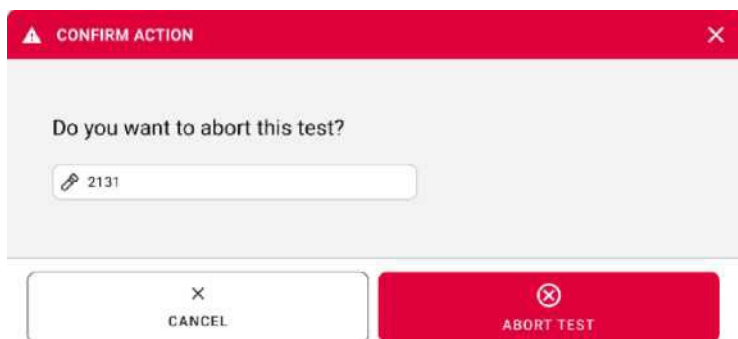 CONFIRM ACTION
Do you want to abort this test?
2131
CANCEL
ABORT TEST